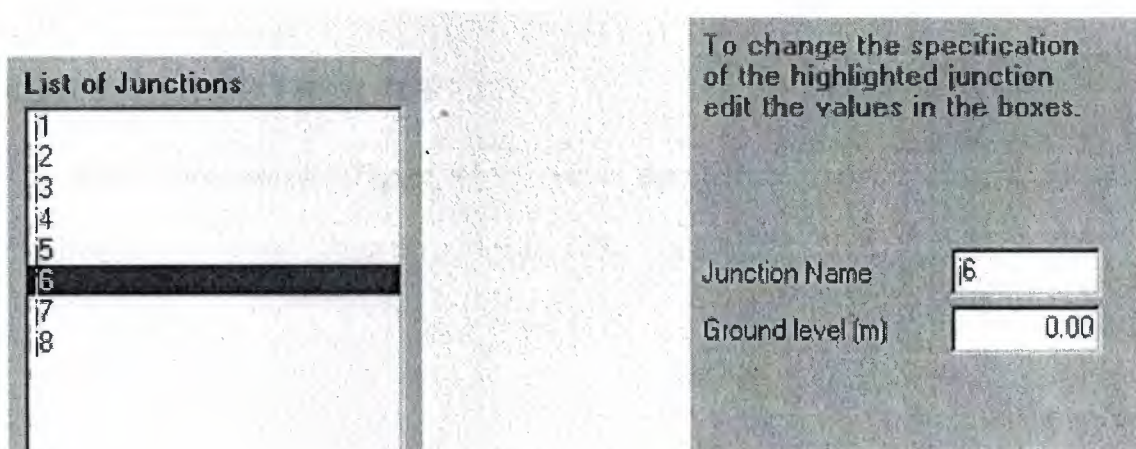 List of Junctions
j1
j2
j3
j4
j5
j6
j7
j8
To change the specification
of the highlighted junction
edit the values in the boxes.
Junction Name j6
Ground level (m) 0.00